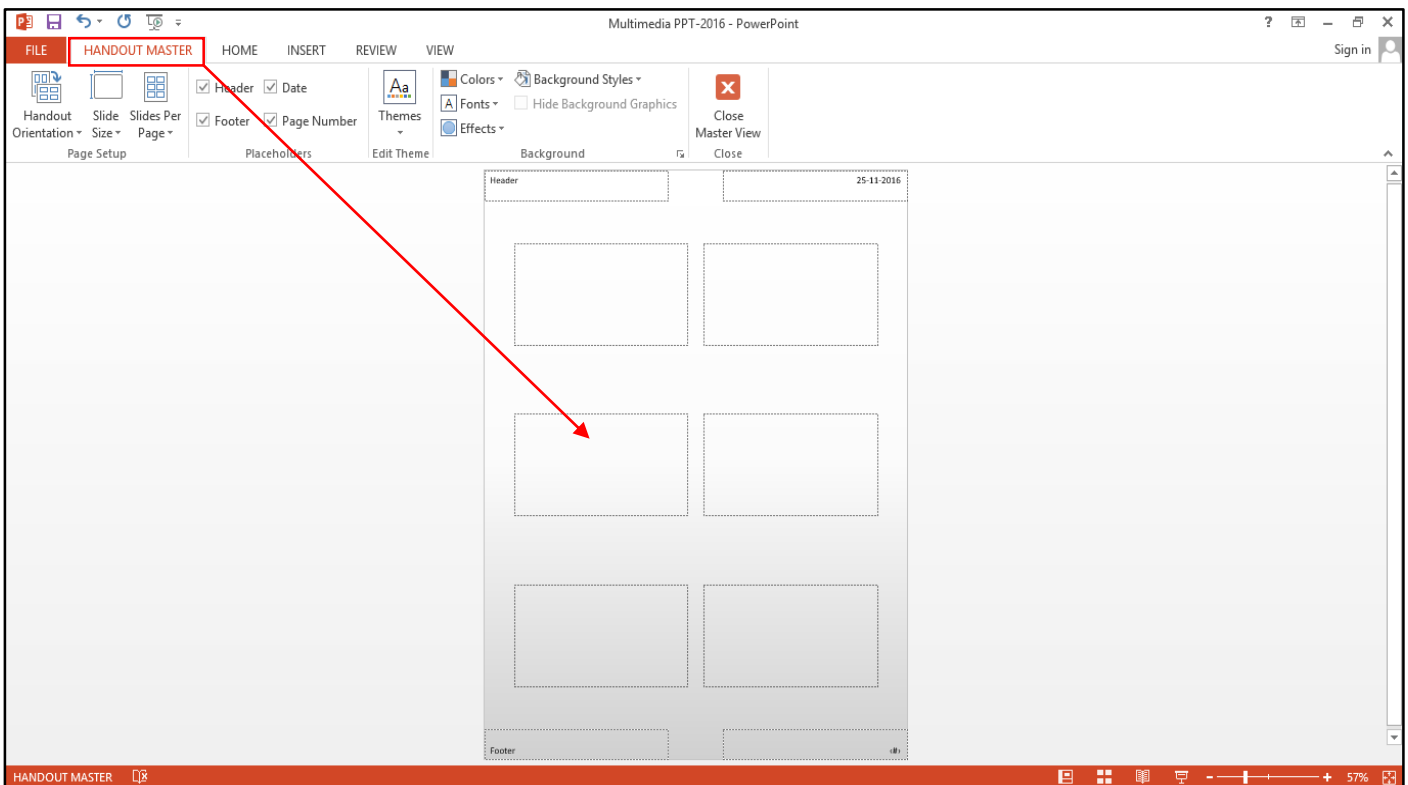 Multimedia PPT-2016 - PowerPoint
FILE HANDOUT MASTER HOME INSERT REVIEW VIEW Sign in
Handout Orientation
Slide Size
Slides Per Page
Page Setup
Header Date
Footer Page Number
Placeholders
Aa
Themes
Edit Theme
Colors Background Styles
A Fonts Hide Background Graphics
Effects
Background
Close
Master View
Close
Header 25-11-2016
Footer ‹#›
HANDOUT MASTER 57%